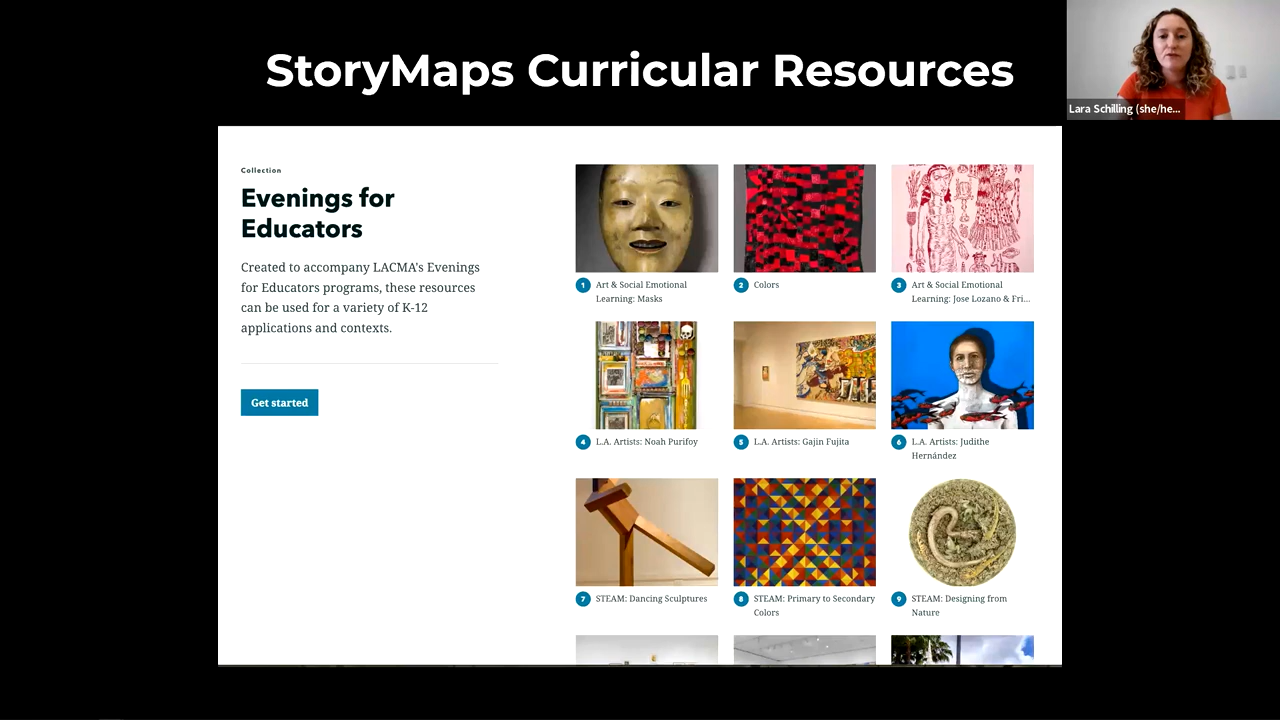 StoryMaps Curricular Resources
Lara Schilling (she/he...
Collection
Evenings for
Educators
Created to accompany LACMA's Evenings
for Educators programs, these resources
can be used for a variety of K-12
applications and contexts.
Get started
1 Art & Social Emotional
Learning: Masks
2 Colors
3 Art & Social Emotional
Learning: Jose Lozano & Fri...
4 L.A. Artists: Noah Purifoy
5 L.A. Artists: Gajin Fujita
6 L.A. Artists: Judithe
Hernández
7 STEAM: Dancing Sculptures
8 STEAM: Primary to Secondary
Colors
9 STEAM: Designing from
Nature